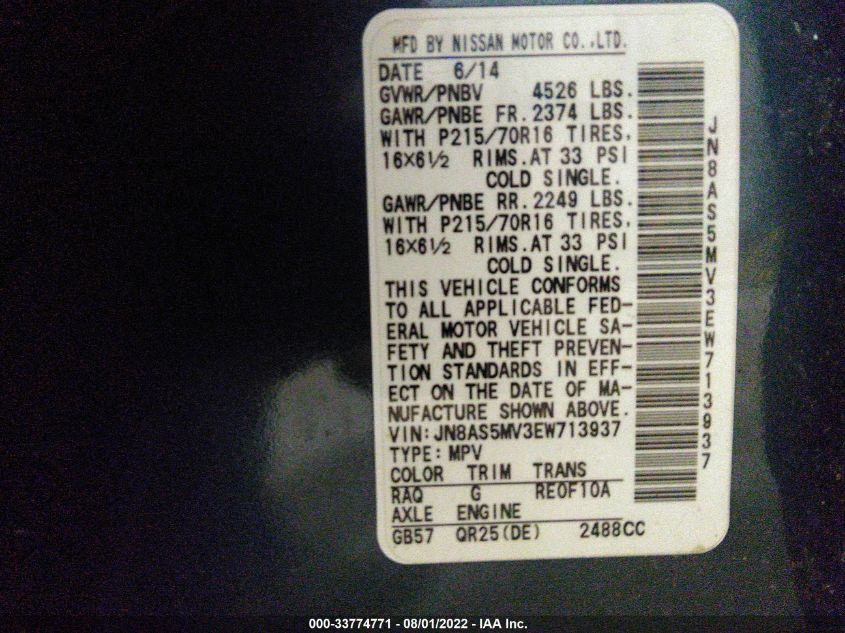 MFD BY NISSAN MOTOR CO.,LTD.
DATE 6/14
GVWR/PNBV 4526 LBS.
GAWR/PNBE FR. 2374 LBS.
WITH P215/70R16 TIRES,
16×6½ RIMS. AT 33 PSI
COLD SINGLE.
GAWR/PNBE RR. 2249 LBS.
WITH P215/70R16 TIRES,
16×6½ RIMS. AT 33 PSI
COLD SINGLE.
THIS VEHICLE CONFORMS
TO ALL APPLICABLE FED-
ERAL MOTOR VEHICLE SA-
FETY AND THEFT PREVEN-
TION STANDARDS IN EFF-
ECT ON THE DATE OF MA-
NUFACTURE SHOWN ABOVE.
VIN: JN8AS5MV3EW713937
TYPE: MPV
COLOR TRIM TRANS
RAQ G RE0F10A
AXLE ENGINE
GB57 QR25(DE) 2488CC
JN8AS5MV3EW713937
000-33774771 - 08/01/2022 - IAA Inc.